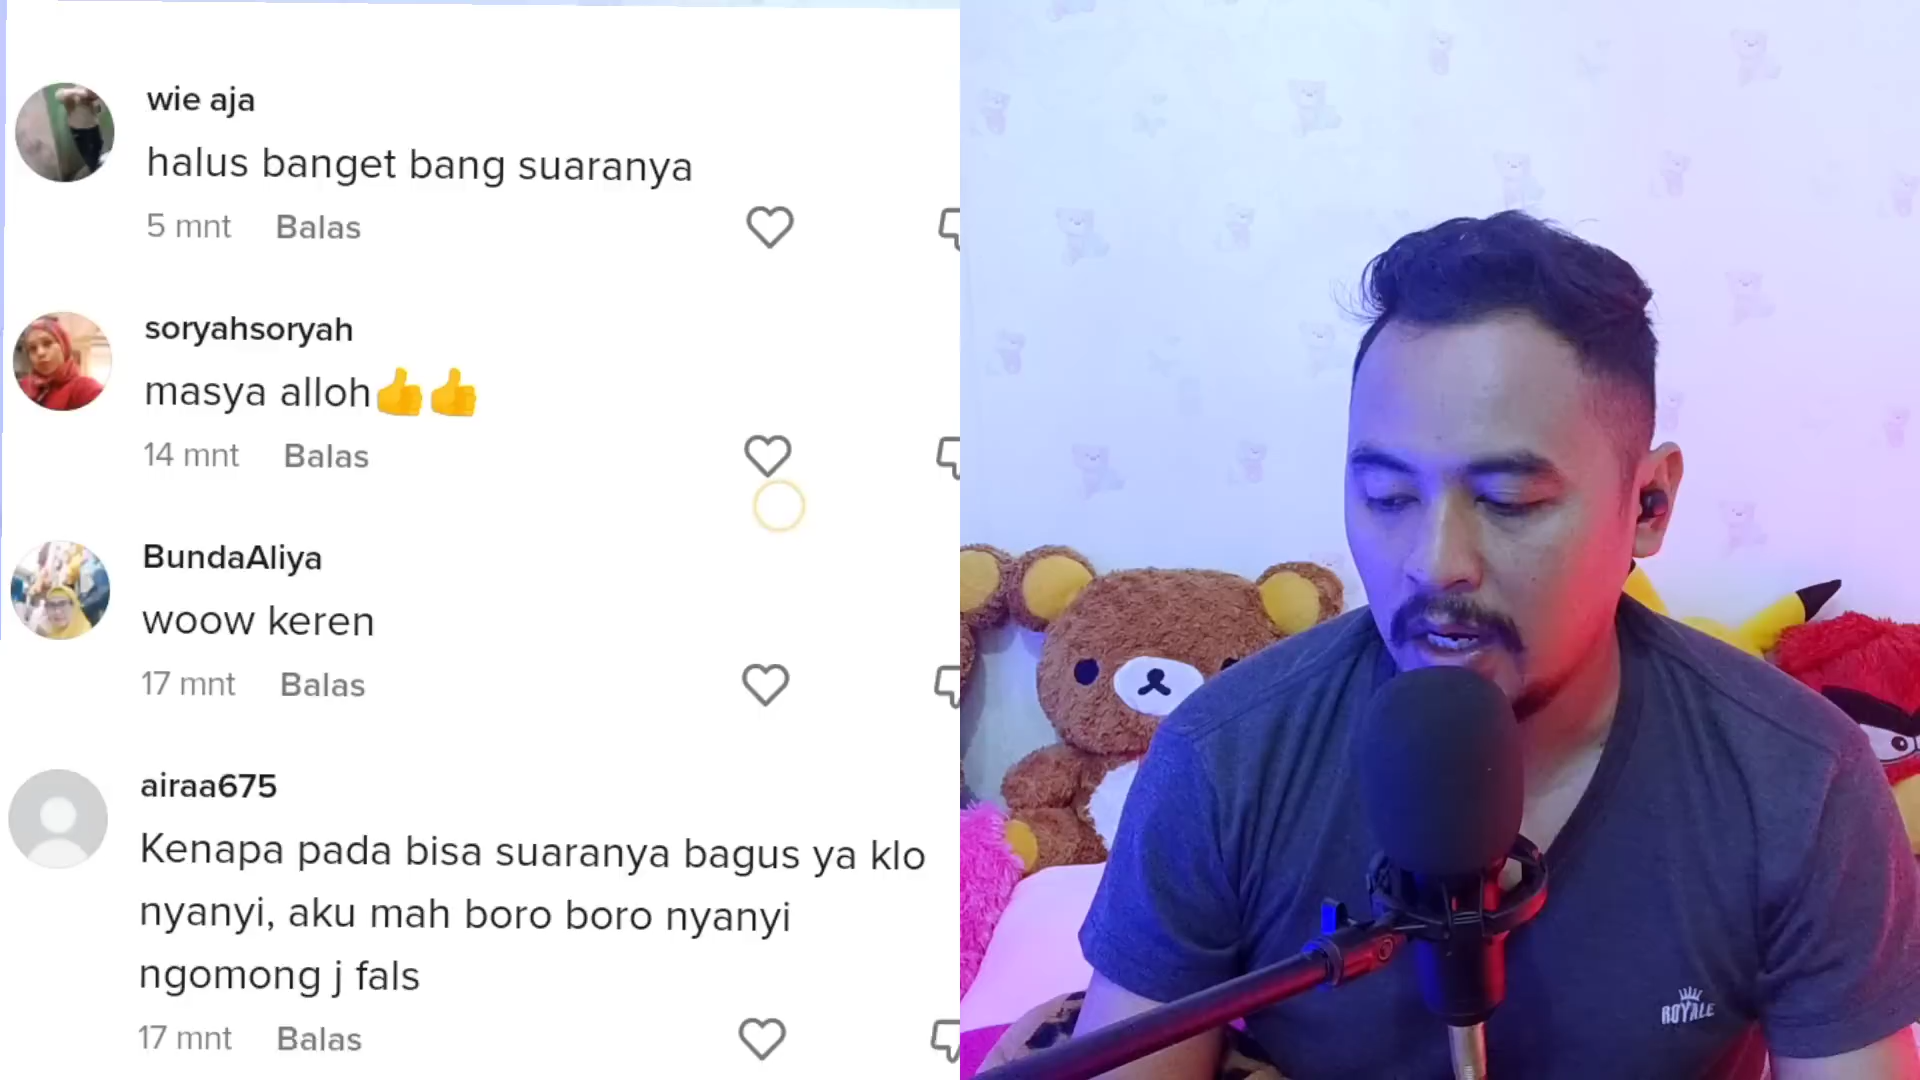 wie aja
halus banget bang suaranya
5 mnt Balas
soryahsoryah
masya alloh👍👍
14 mnt Balas
BundaAliya
woow keren
17 mnt Balas
airaa675
Kenapa pada bisa suaranya bagus ya klo
nyanyi, aku mah boro boro nyanyi
ngomong j fals
17 mnt Balas
ROYALE